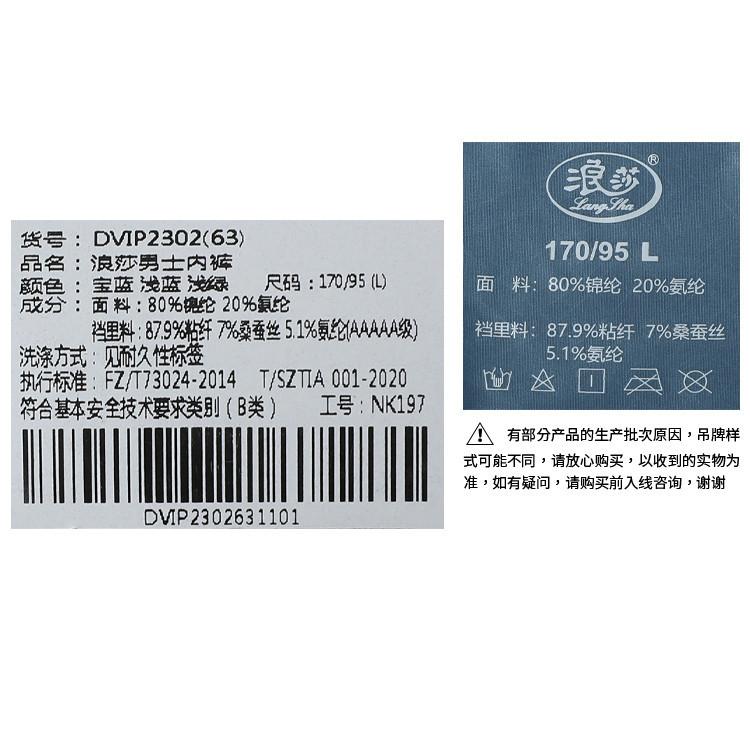 货号：DVIP2302(63)
品名：浪莎男士内裤
颜色：宝蓝 浅蓝 浅绿 尺码：170/95 (L)
成分：面 料：80%锦纶 20%氨纶
裆里料：87.9%粘纤 7%桑蚕丝 5.1%氨纶(AAAAA级)
洗涤方式：见耐久性标签
执行标准：FZ/T73024-2014 T/SZTIA 001-2020
符合基本安全技术要求类别（B类） 工号：NK197
DVIP2302631101
浪莎®
LangSha
170/95 L
面 料：80%锦纶 20%氨纶
裆里料：87.9%粘纤 7%桑蚕丝
5.1%氨纶
有部分产品的生产批次原因，吊牌样
式可能不同，请放心购买，以收到的实物为
准，如有疑问，请购买前入线咨询，谢谢